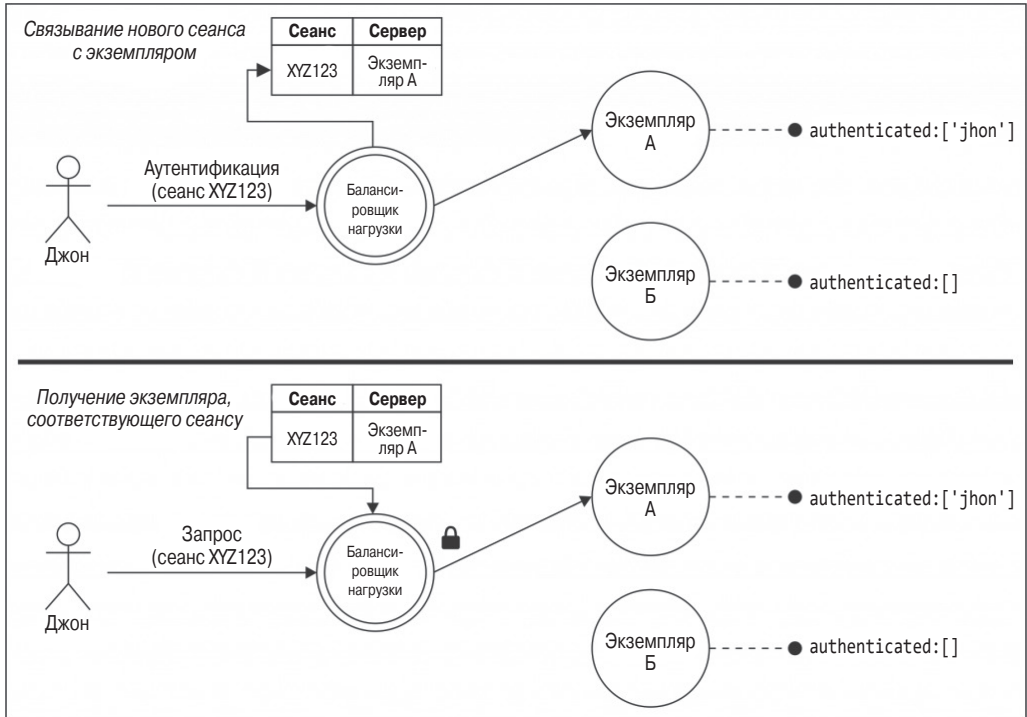 Связывание нового сеанса
с экземпляром
Сеанс Сервер
XYZ123 Экземп-
ляр А
Экземпляр
А
authenticated:['jhon']
Аутентификация
(сеанс XYZ123)
Баланси-
ровщик
нагрузки
Джон
Экземпляр
Б
authenticated:[]
Получение экземпляра,
соответствующего сеансу
Сеанс Сервер
XYZ123 Экземп-
ляр А
Экземпляр
А
authenticated:['jhon']
Запрос
(сеанс XYZ123)
Баланси-
ровщик
нагрузки
Джон
Экземпляр
Б
authenticated:[]